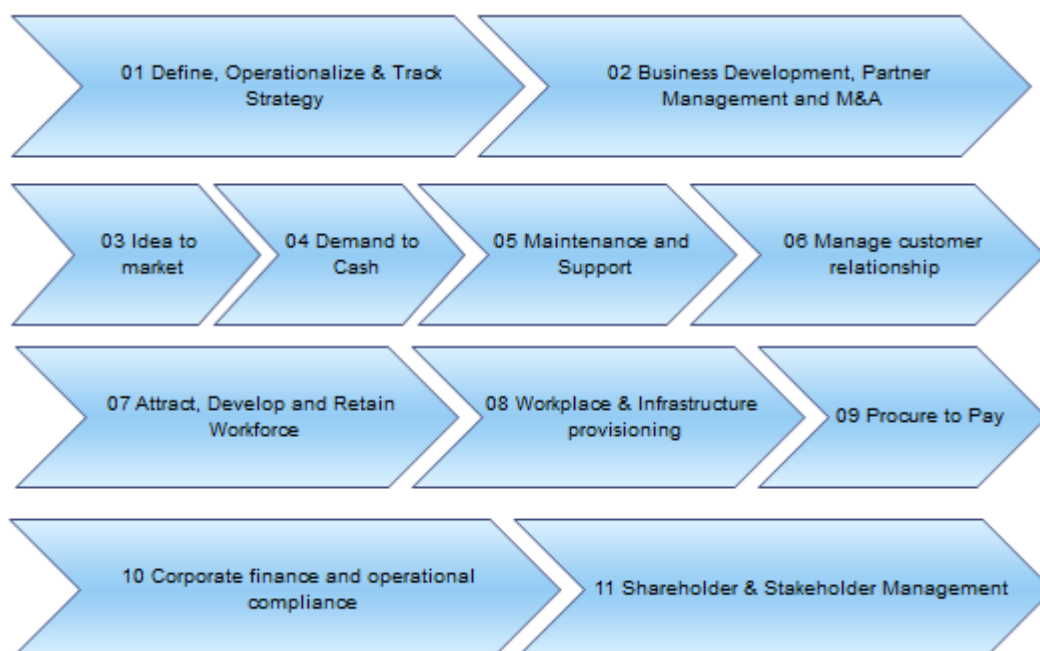 01 Define, Operationalize & Track
Strategy
02 Business Development, Partner
Management and M&A
03 Idea to
market
04 Demand to
Cash
05 Maintenance and
Support
06 Manage customer
relationship
07 Attract, Develop and Retain
Workforce
08 Workplace & Infrastructure
provisioning
09 Procure to Pay
10 Corporate finance and operational
compliance
11 Shareholder & Stakeholder Management